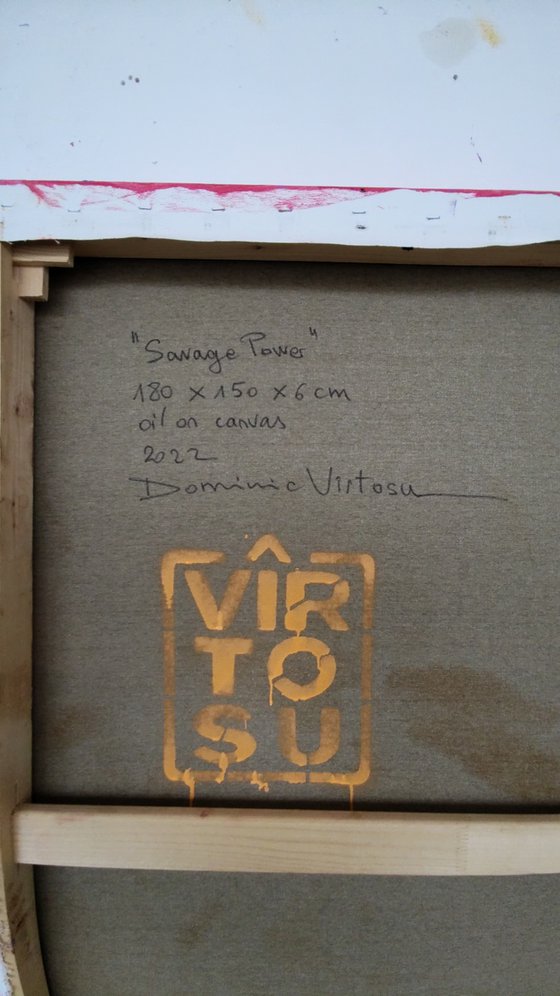 "Savage Power"
180 x 150 x 6 cm
oil on canvas
2022
Dominic Virtosu
VÎR
TO
SU